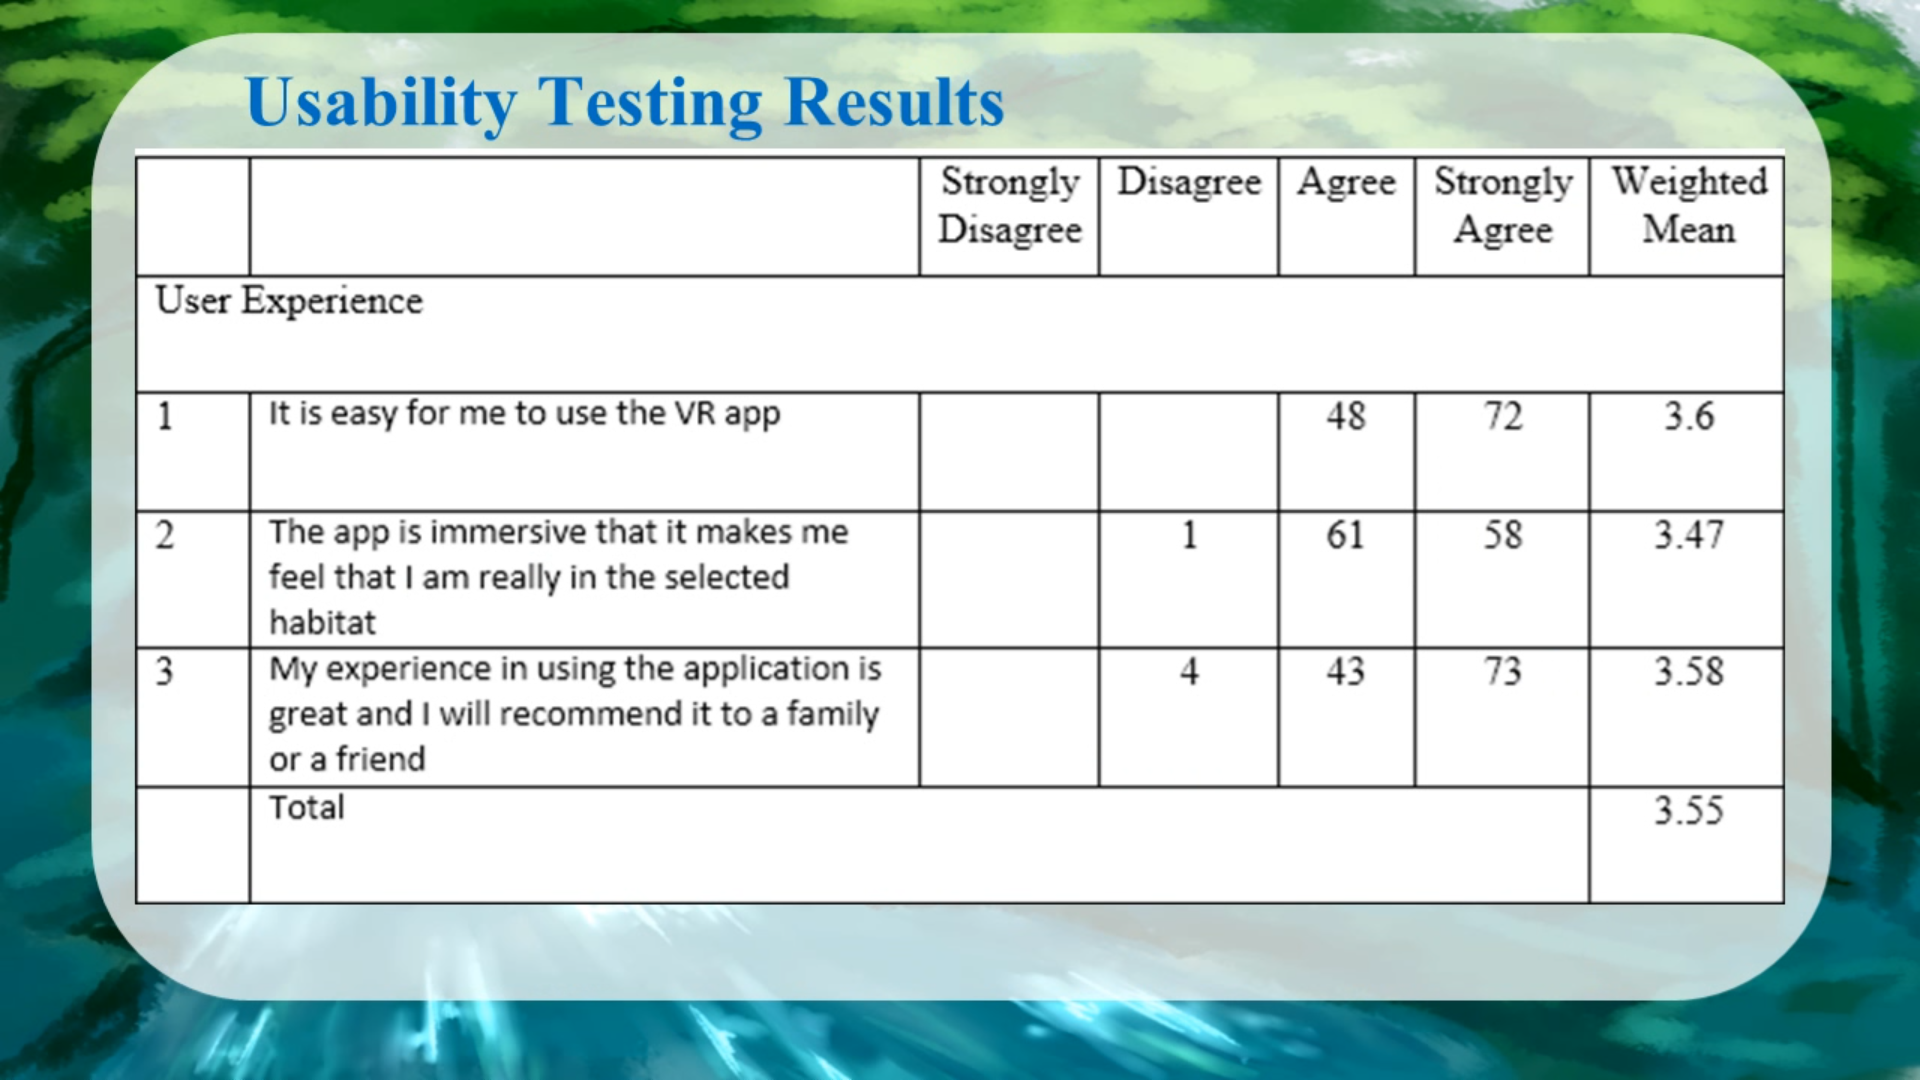 Usability Testing Results
Strongly Disagree Disagree Agree Strongly Agree Weighted Mean
User Experience
1 It is easy for me to use the VR app 48 72 3.6
2 The app is immersive that it makes me 1 61 58 3.47
feel that I am really in the selected
habitat
3 My experience in using the application is 4 43 73 3.58
great and I will recommend it to a family
or a friend
Total 3.55